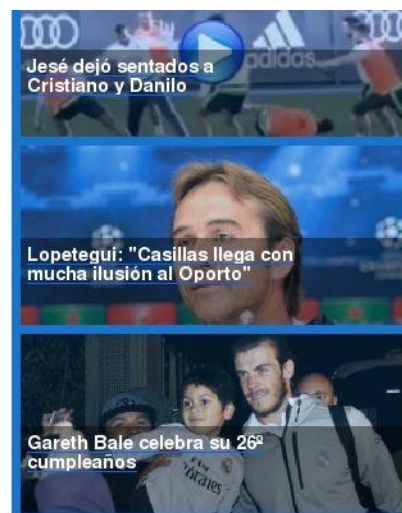 adidas
Jesé dejó sentados a
Cristiano y Danilo
Lopetegui: "Casillas llega con
mucha ilusión al Oporto"
Gareth Bale celebra su 26º
cumpleaños